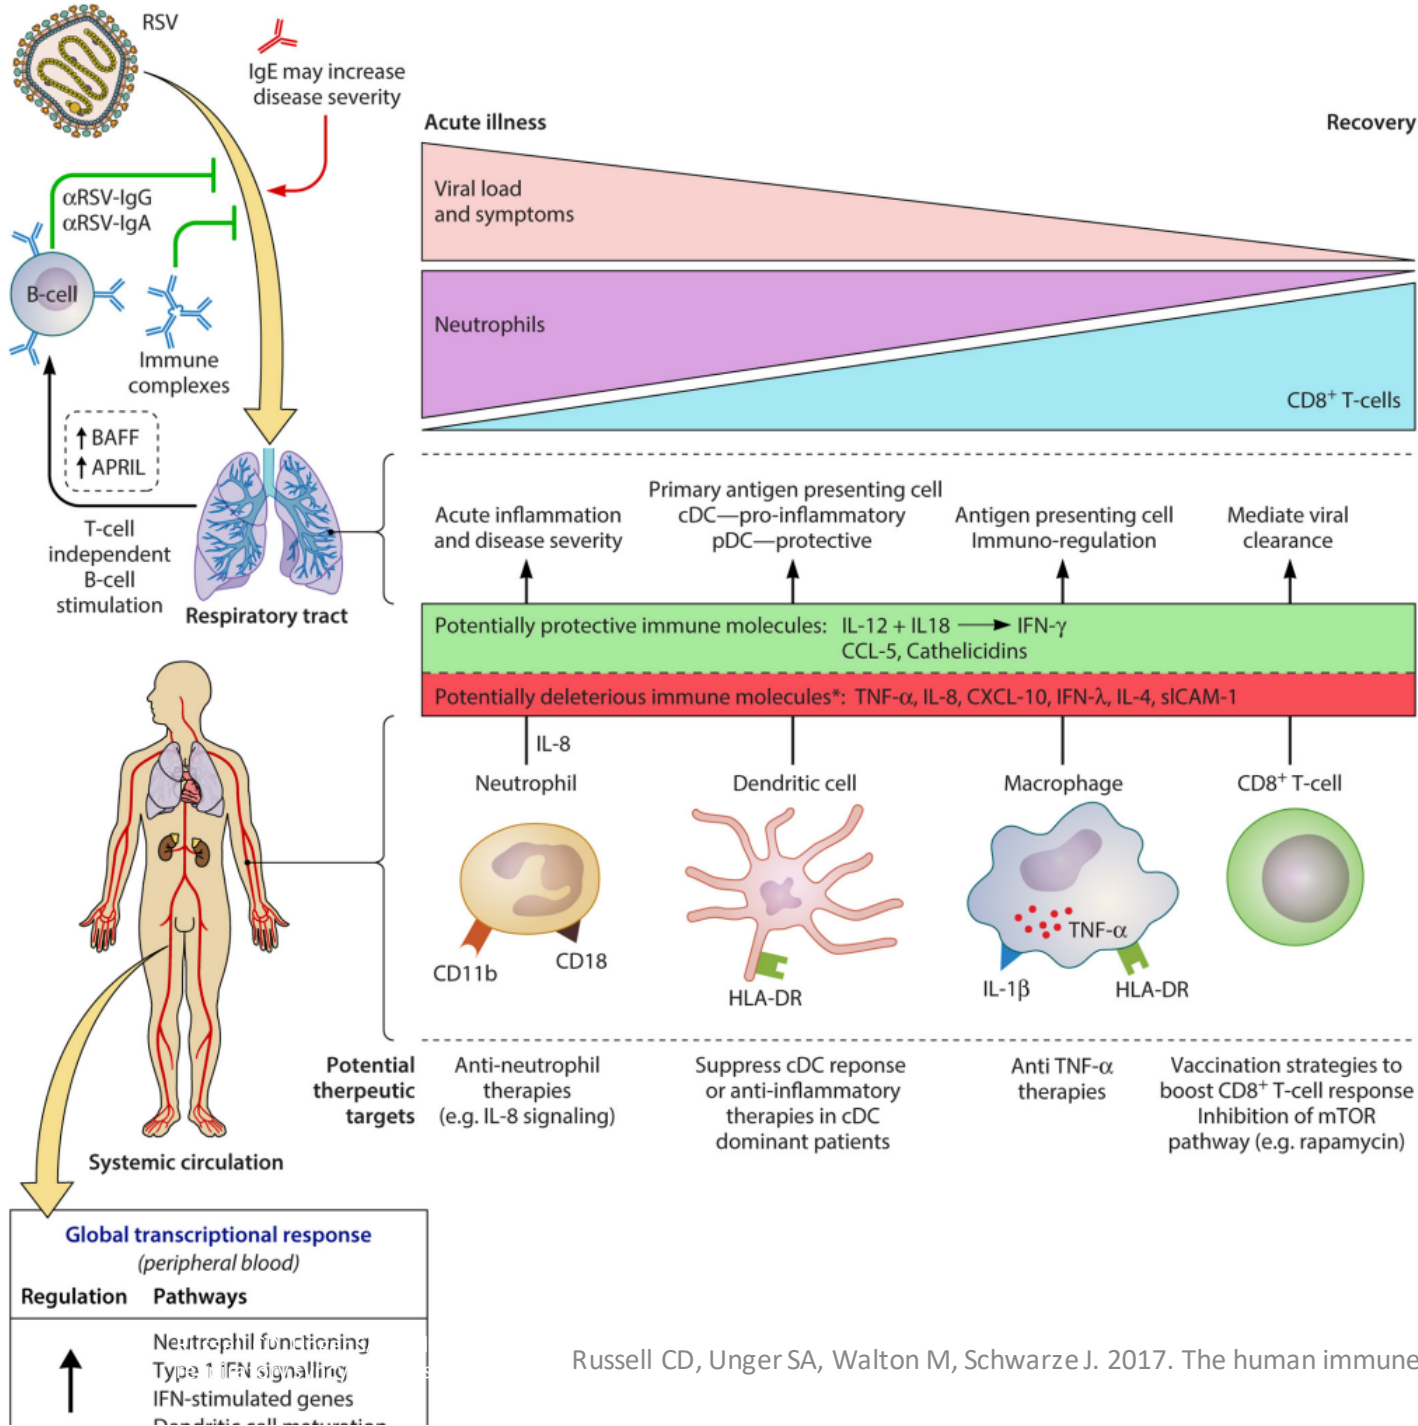 RSV
IgE may increase
disease severity
αRSV-IgG
αRSV-IgA
B-cell
Immune
complexes
↑ BAFF
↑ APRIL
T-cell
independent
B-cell
stimulation
Respiratory tract
Acute illness
Recovery
Viral load
and symptoms
Neutrophils
CD8⁺ T-cells
Acute inflammation
and disease severity
Primary antigen presenting cell
cDC—pro-inflammatory
pDC—protective
Antigen presenting cell
Immuno-regulation
Mediate viral
clearance
Potentially protective immune molecules: IL-12 + IL18 → IFN-γ
CCL-5, Cathelicidins
Potentially deleterious immune molecules*: TNF-α, IL-8, CXCL-10, IFN-λ, IL-4, sICAM-1
IL-8
Neutrophil
Dendritic cell
Macrophage
CD8⁺ T-cell
CD11b
CD18
HLA-DR
TNF-α
IL-1β
HLA-DR
Potential
therpeutic
targets
Anti-neutrophil
therapies
(e.g. IL-8 signaling)
Suppress cDC reponse
or anti-inflammatory
therapies in cDC
dominant patients
Anti TNF-α
therapies
Vaccination strategies to
boost CD8⁺ T-cell response
Inhibition of mTOR
pathway (e.g. rapamycin)
Systemic circulation
Global transcriptional response
(peripheral blood)
Regulation Pathways
Neutrophil functioning
Type 1 IFN signalling
IFN-stimulated genes
Dendritic cell maturation
Russell CD, Unger SA, Walton M, Schwarze J. 2017. The human immune